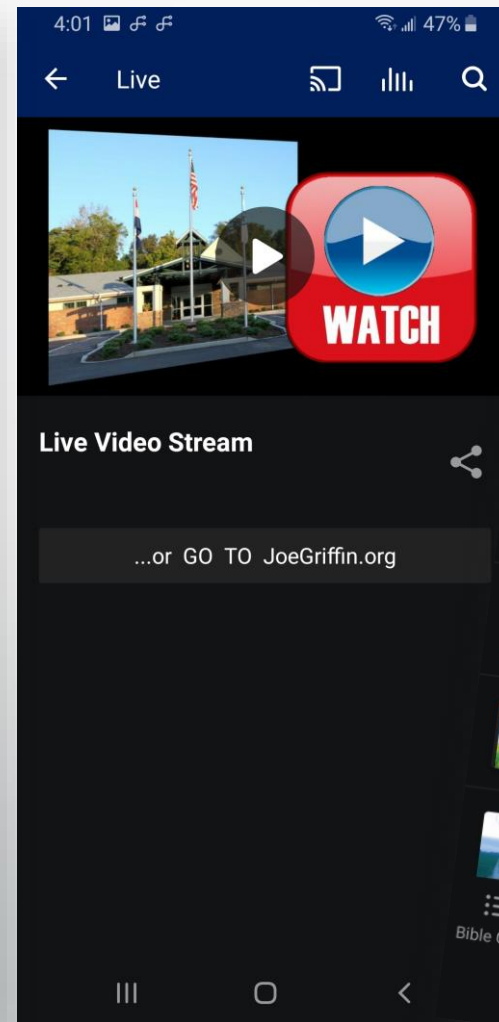 4:01 47%
Live
WATCH
Live Video Stream
...or GO TO JoeGriffin.org
Bible